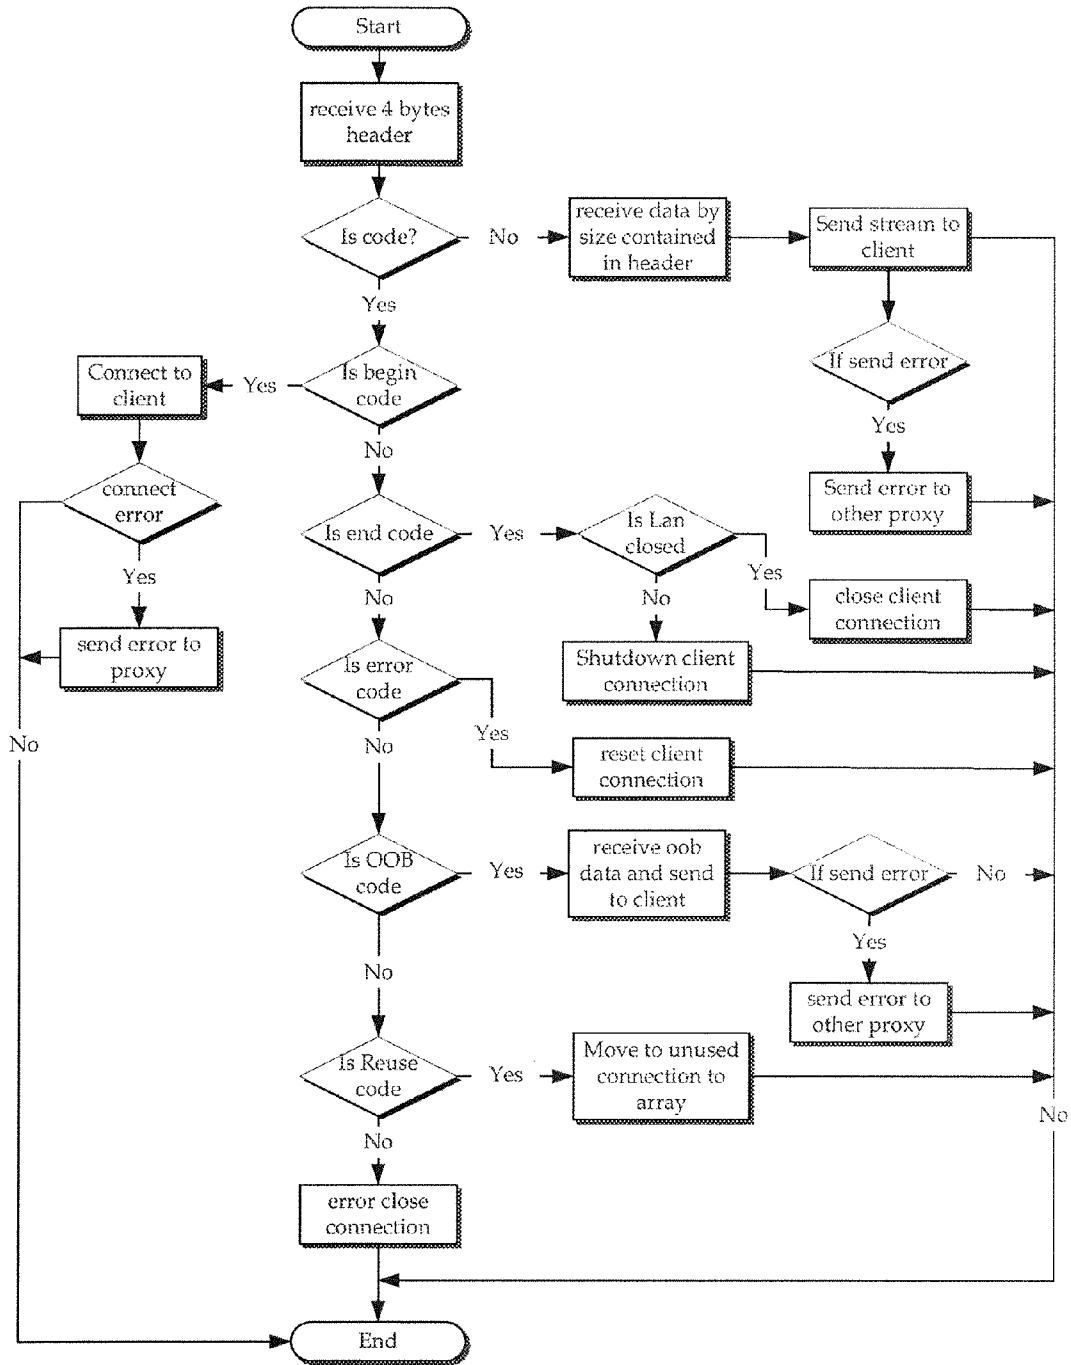 Start
receive 4 bytes
header
Is code?
No
receive data by
size contained
in header
Send stream to
client
Yes
If send error
Connect to
client
Yes
Is begin
code
Yes
No
Send error to
other proxy
connect
error
Is end code
Yes
Is Lan
closed
Yes
Yes
No
No
close client
connection
send error to
proxy
Is error
code
Shutdown client
connection
No
No
Yes
reset client
connection
Is OOB
code
Yes
receive oob
data and send
to client
If send error
No
Yes
No
send error to
other proxy
Is Reuse
code
Yes
Move to unused
connection to
array
No
No
error close
connection
End